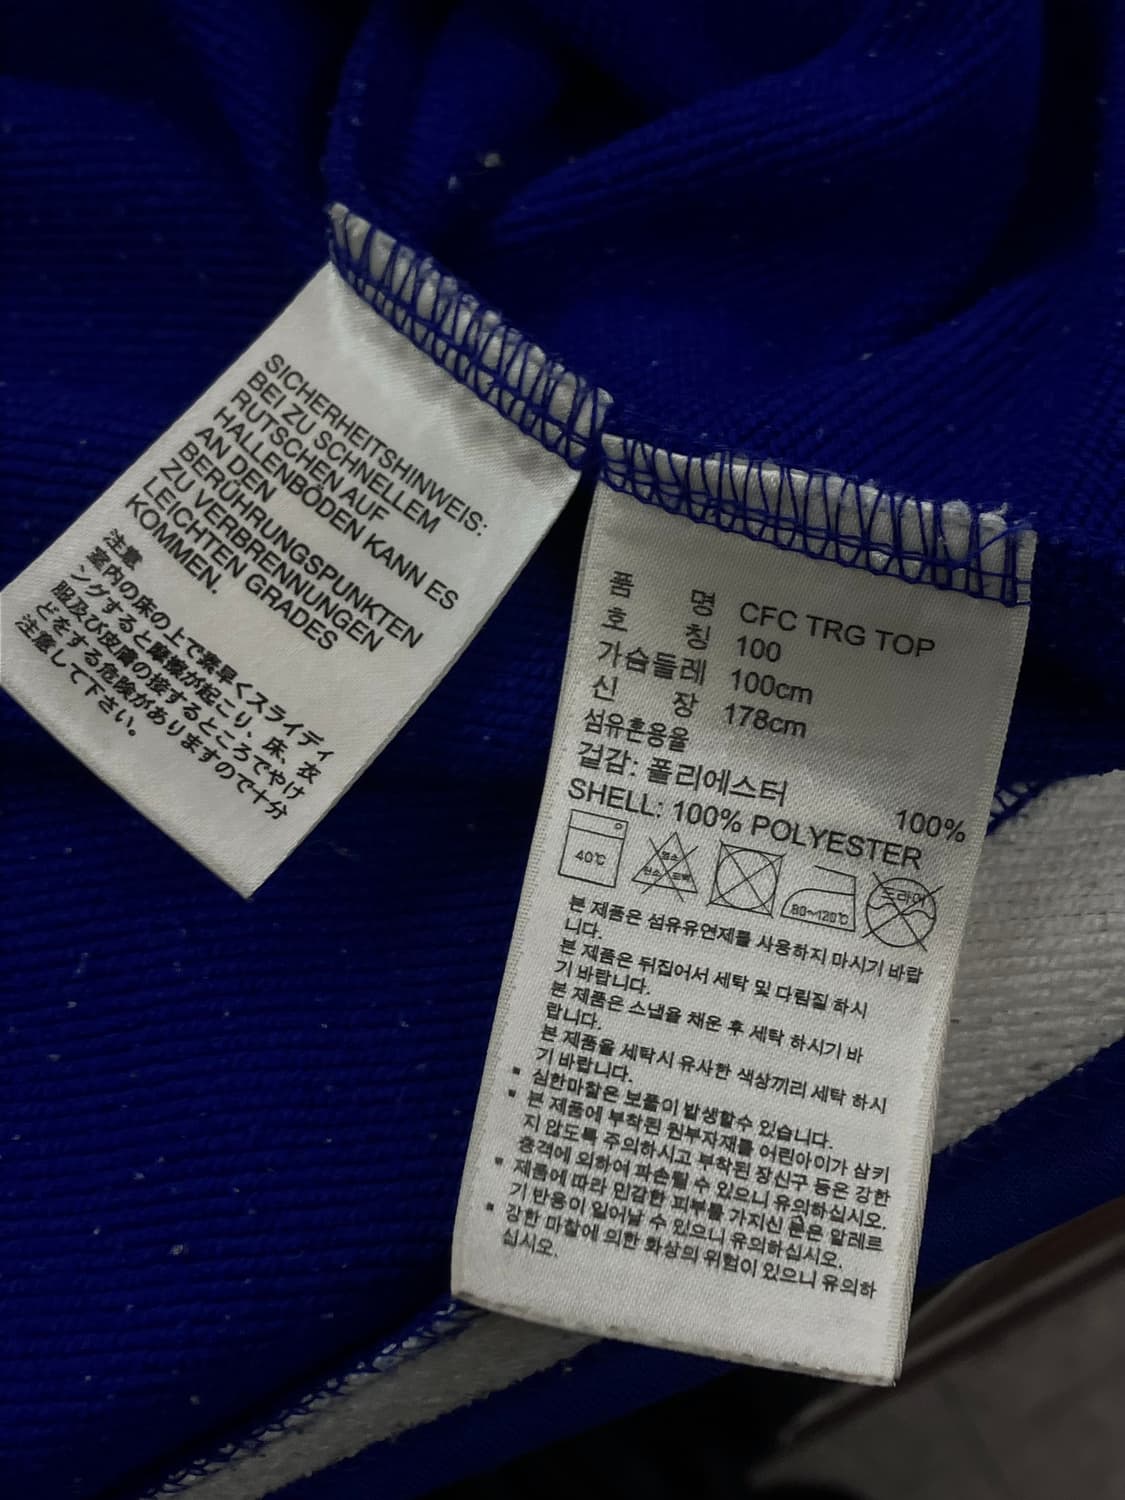 SICHERHEITSHINWEIS:
BEI ZU SCHNELLEM
RUTSCHEN AUF
HALLENBÖDEN KANN ES
AN DEN
BERÜHRUNGSPUNKTEN
ZU VERBRENNUNGEN
LEICHTEN GRADES
KOMMEN.
注意
室内の床の上で素早くスライディ
ングすると摩擦が起こり、床、衣
服及び皮膚の接するところでやけ
どをする危険がありますので十分
注意して下さい。
품 명 CFC TRG TOP
호 칭 100
가슴둘레 100cm
신 장 178cm
섬유혼용율
겉감: 폴리에스터 100%
SHELL: 100% POLYESTER
40℃ 염소 산소 표백 80~120℃ 드라이
본 제품은 섬유유연제를 사용하지 마시기 바랍
니다.
본 제품은 뒤집어서 세탁 및 다림질 하시
기 바랍니다.
본 제품은 스냅을 채운 후 세탁 하시기 바
랍니다.
본 제품을 세탁시 유사한 색상끼리 세탁 하시
기 바랍니다.
▪ 심한마찰은 보풀이 발생할수 있습니다.
▪ 본 제품에 부착된 원부자재를 어린아이가 삼키
지 않도록 주의하시고 부착된 장신구 등은 강한
충격에 의하여 파손될 수 있으니 유의하십시오.
▪ 제품에 따라 민감한 피부를 가지신 분은 알레르
기 반응이 일어날 수 있으니 유의하십시오.
▪ 강한 마찰에 의한 화상의 위험이 있으니 유의하
십시오.